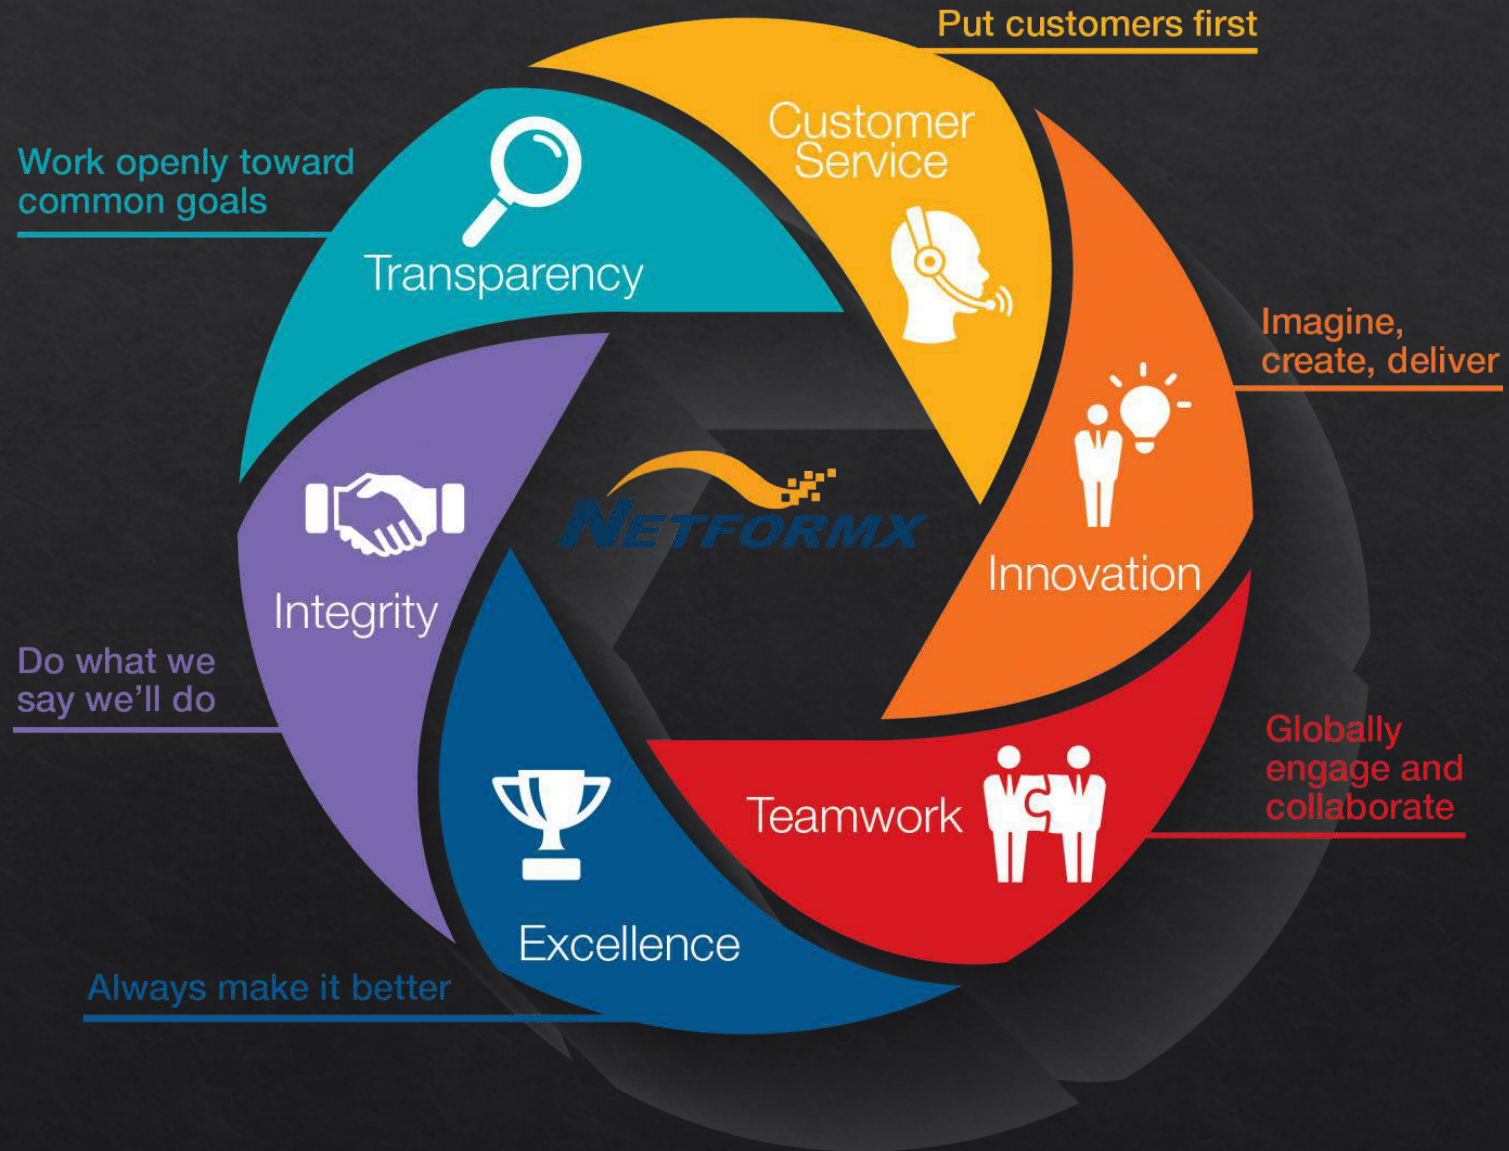 Put customers first
Customer
Service
Work openly toward
common goals
Transparency
Imagine,
create, deliver
Innovation
NETFORMX
Integrity
Do what we
say we'll do
Globally
engage and
collaborate
Teamwork
Excellence
Always make it better